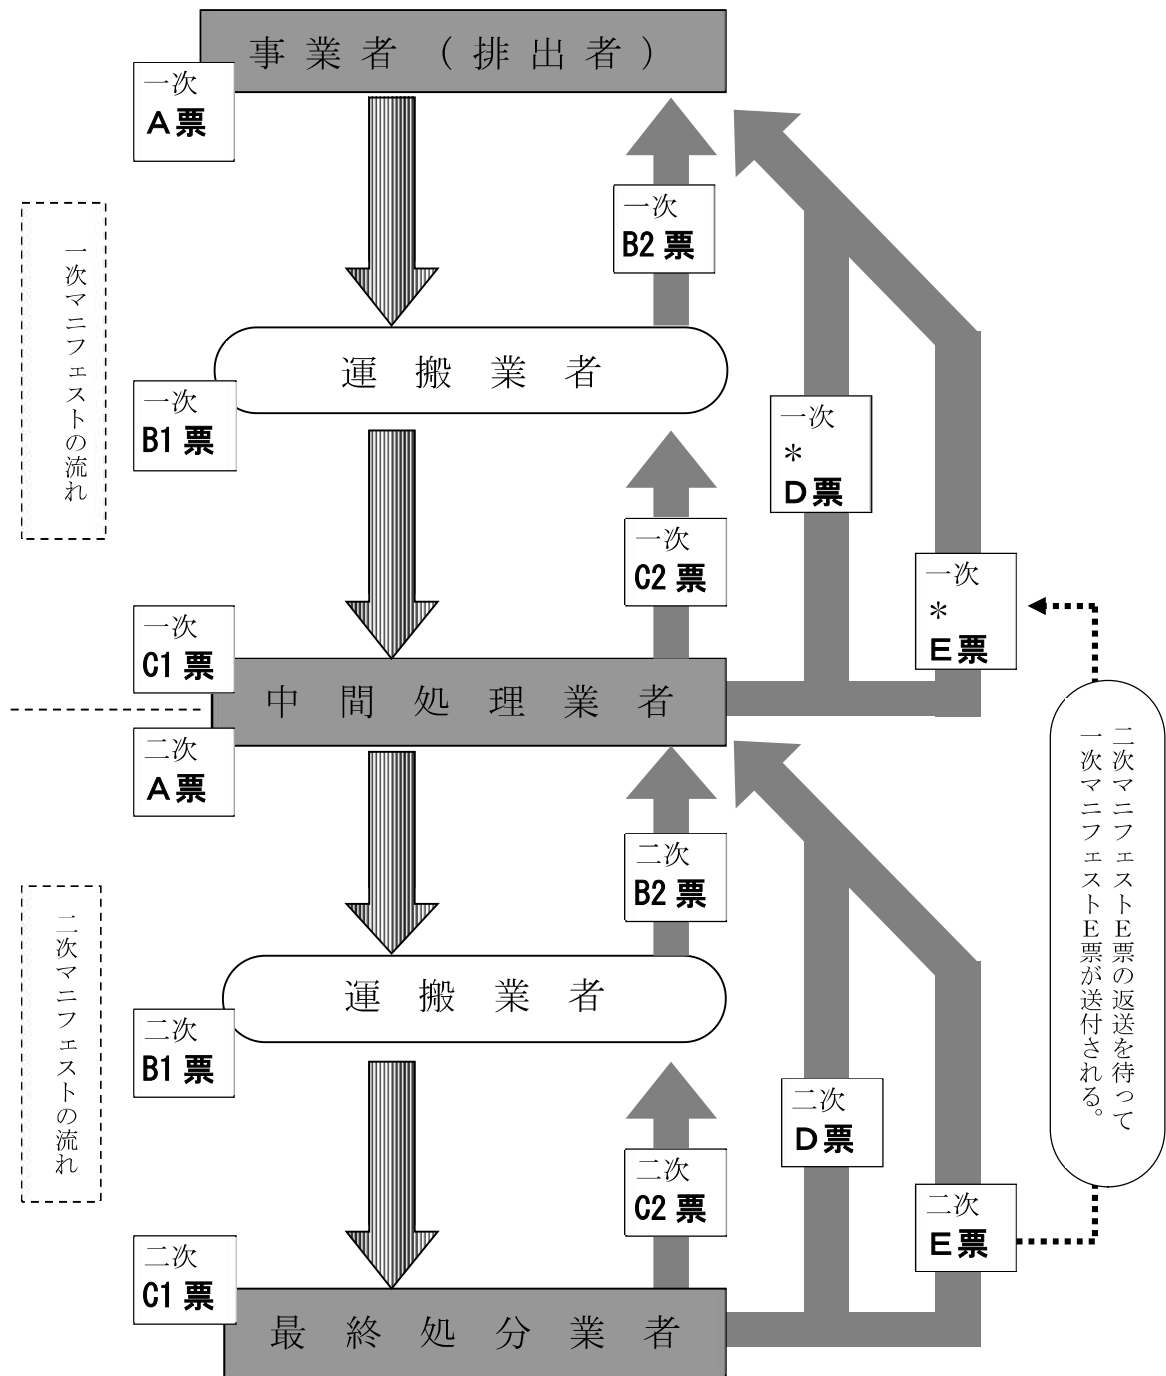 事業者（排出者）
一次
A票
一次マニフェストの流れ
一次
B2票
運搬業者
一次
B1票
一次
＊
D票
一次
C2票
一次
＊
E票
一次
C1票
中間処理業者
二次
A票
二次マニフェストE票の返送を待って
一次マニフェストE票が送付される。
二次
B2票
二次マニフェストの流れ
運搬業者
二次
B1票
二次
D票
二次
C2票
二次
E票
二次
C1票
最終処分業者